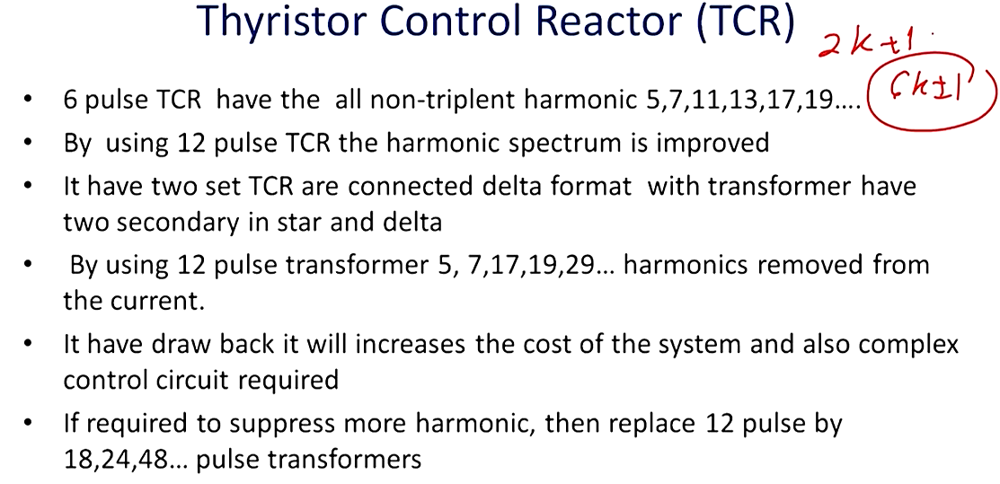 Thyristor Control Reactor (TCR)
2k+1
• 6 pulse TCR have the all non-triplent harmonic 5,7,11,13,17,19....
6k±1
• By using 12 pulse TCR the harmonic spectrum is improved
• It have two set TCR are connected delta format with transformer have
two secondary in star and delta
• By using 12 pulse transformer 5, 7,17,19,29... harmonics removed from
the current.
• It have draw back it will increases the cost of the system and also complex
control circuit required
• If required to suppress more harmonic, then replace 12 pulse by
18,24,48... pulse transformers